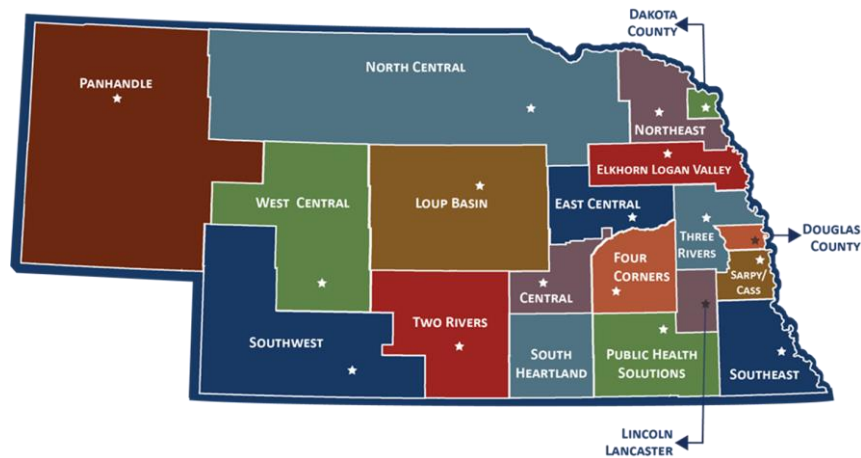 DAKOTA
COUNTY
NORTH CENTRAL
PANHANDLE
NORTHEAST
ELKHORN LOGAN VALLEY
WEST CENTRAL
LOUP BASIN
EAST CENTRAL
THREE
RIVERS
DOUGLAS
COUNTY
FOUR
CORNERS
SARPY/
CASS
CENTRAL
TWO RIVERS
SOUTHWEST
SOUTH
HEARTLAND
PUBLIC HEALTH
SOLUTIONS
SOUTHEAST
LINCOLN
LANCASTER